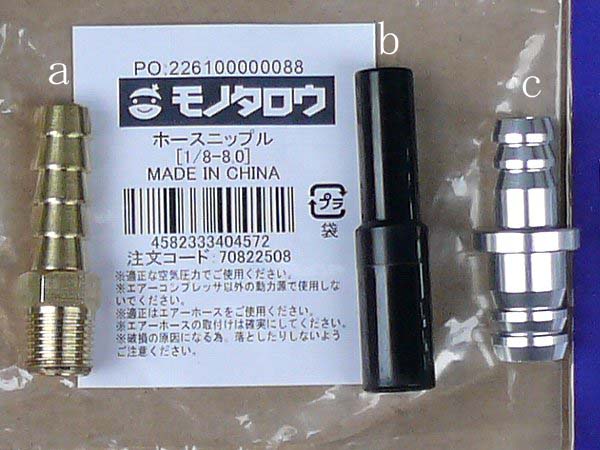 a
b
c
PO:226100000088
モノタロウ
ホースニップル
[1/8-8.0]
MADE IN CHINA
プラ
袋
4582333404572
注文コード:70822508
※適正な空気圧力でご使用ください。
※エアーコンプレッサ以外の動力源で使用しな
いでください。
※適正はエアーホースをご使用ください。
※エアーホースの取付けは確実にしてください。
※破損の原因になる為、落としたりしないよう
ご注意ください。